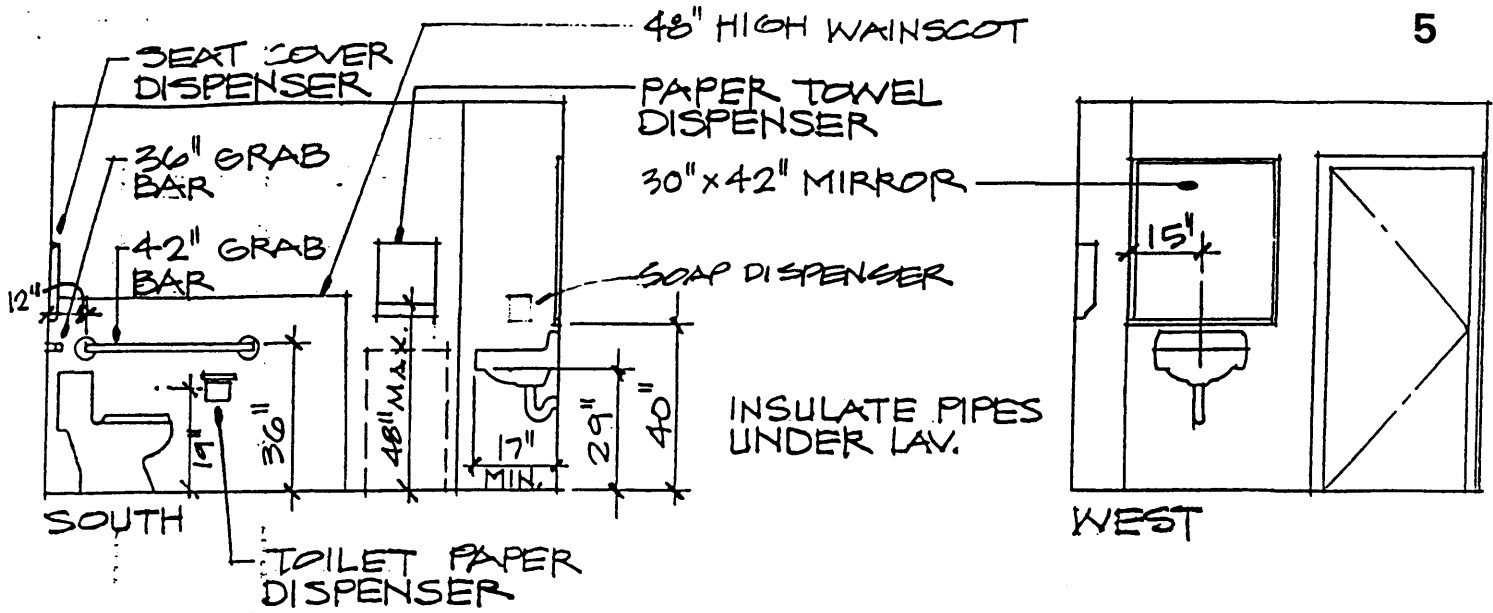 5
48" HIGH WAINSCOT
SEAT COVER
DISPENSER
PAPER TOWEL
DISPENSER
36" GRAB
BAR
30"x42" MIRROR
42" GRAB
BAR
15"
SOAP DISPENSER
12"
48" MAX.
19"
36"
17"
MIN.
29"
40"
INSULATE PIPES
UNDER LAV.
SOUTH
WEST
TOILET PAPER
DISPENSER